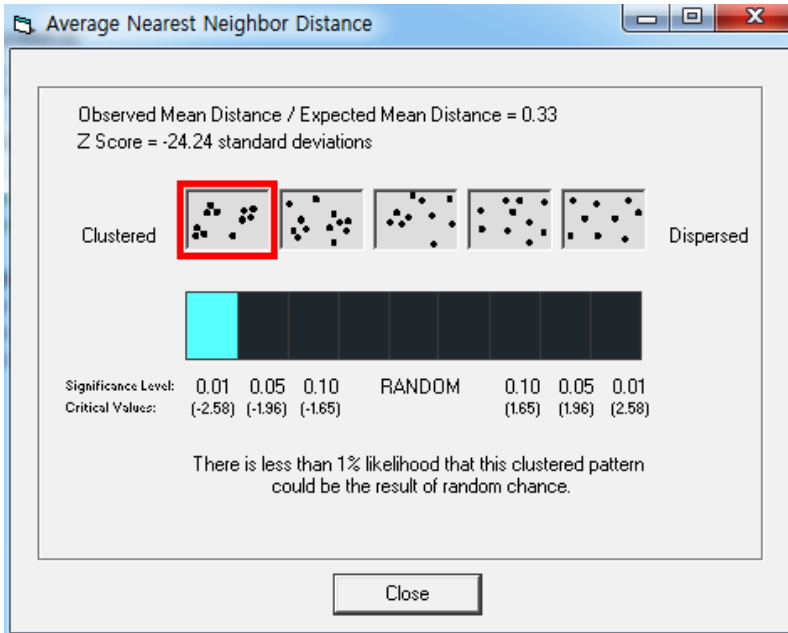 Average Nearest Neighbor Distance
Observed Mean Distance / Expected Mean Distance = 0.33
Z Score = -24.24 standard deviations
Clustered
Dispersed
Significance Level: 0.01 0.05 0.10 RANDOM 0.10 0.05 0.01
Critical Values: (-2.58) (-1.96) (-1.65) (1.65) (1.96) (2.58)
There is less than 1% likelihood that this clustered pattern
could be the result of random chance.
Close